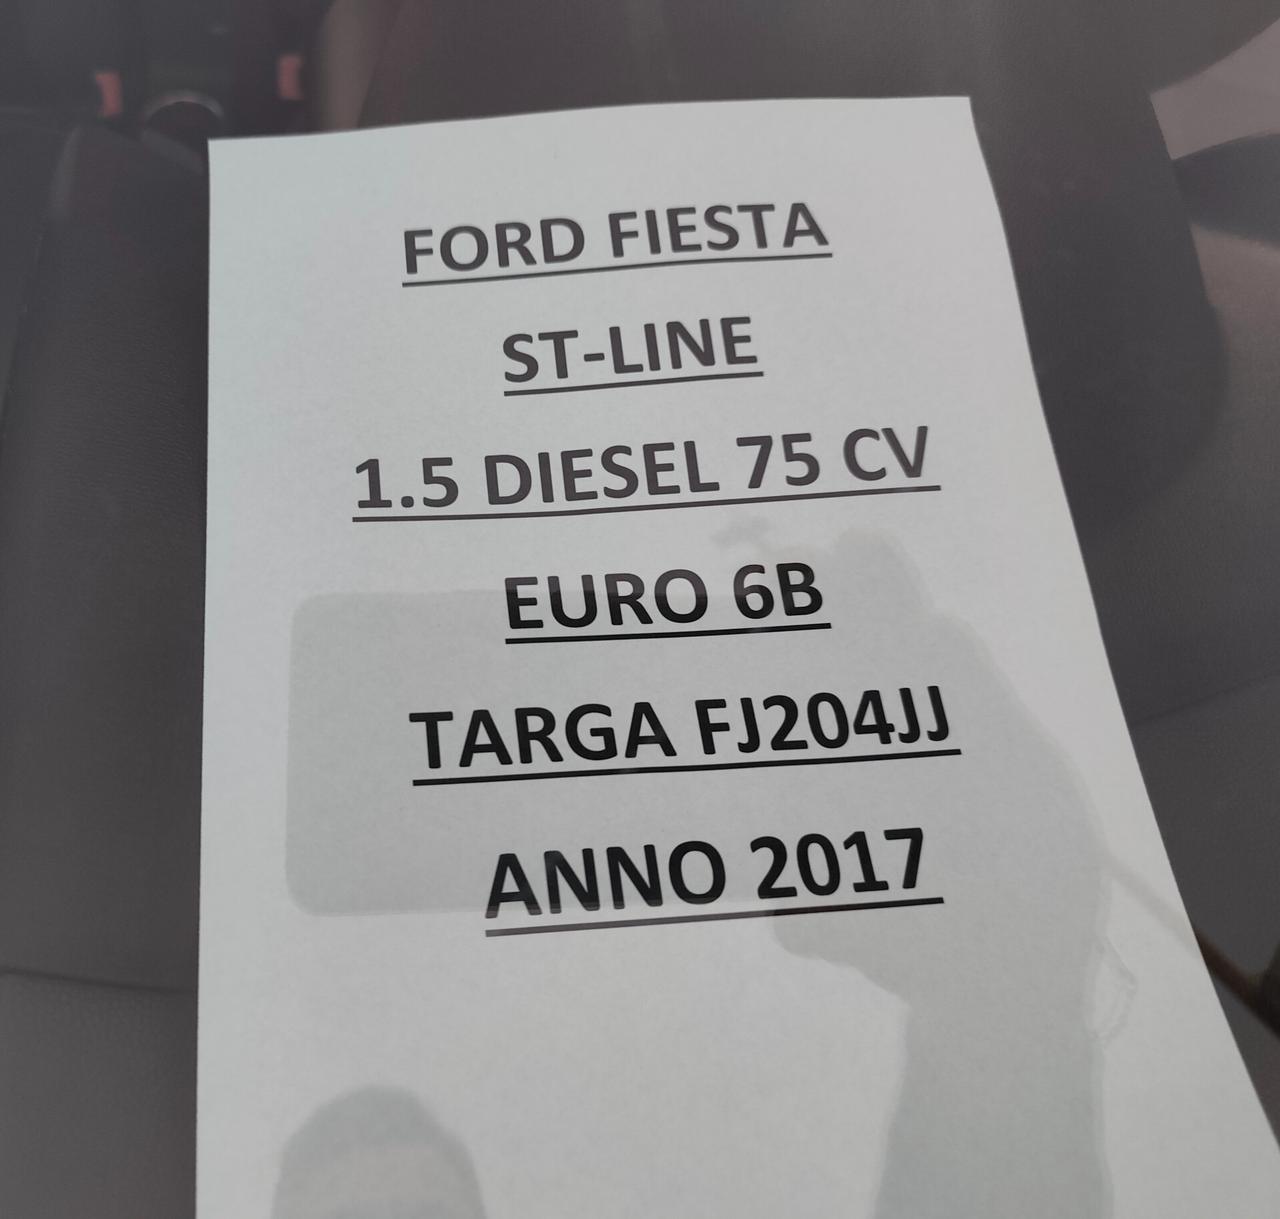 FORD FIESTA
ST-LINE
1.5 DIESEL 75 CV
EURO 6B
TARGA FJ204JJ
ANNO 2017